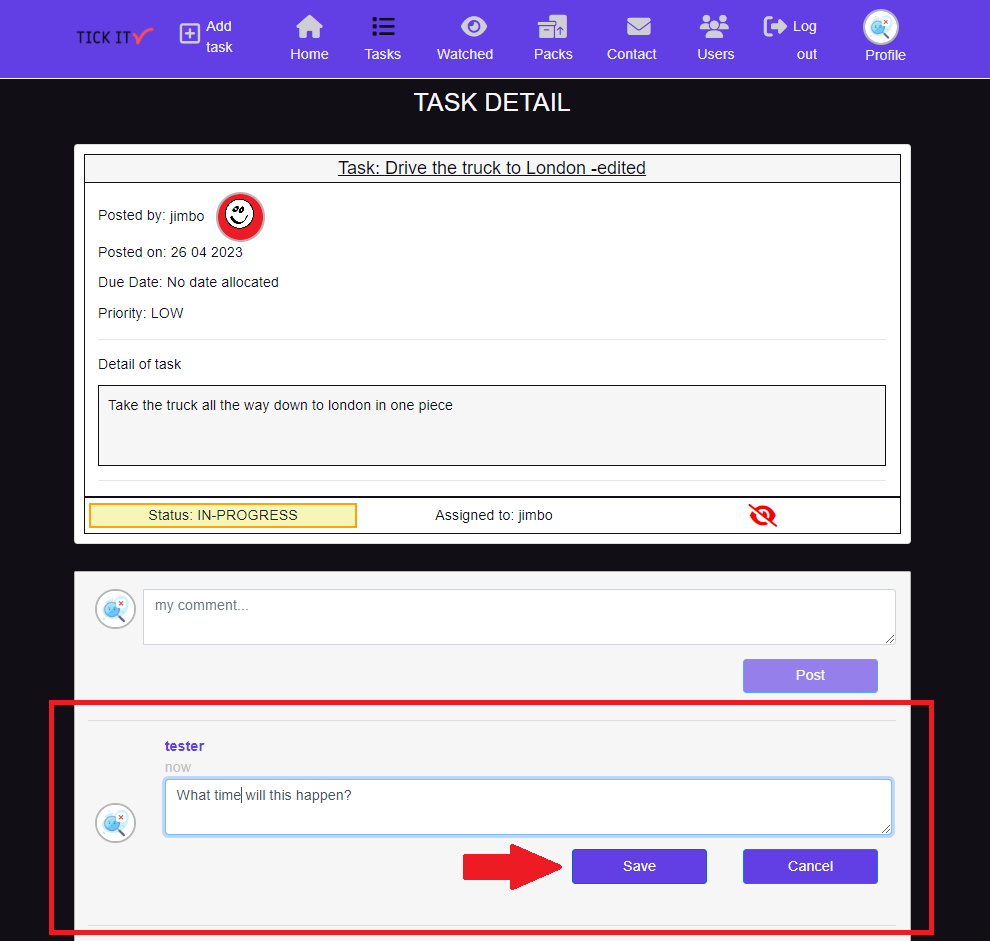 TICK IT
Add task
Home
Tasks
Watched
Packs
Contact
Users
Log out
Profile
TASK DETAIL
Task: Drive the truck to London -edited
Posted by: jimbo
Posted on: 26 04 2023
Due Date: No date allocated
Priority: LOW
Detail of task
Take the truck all the way down to london in one piece
Status: IN-PROGRESS
Assigned to: jimbo
my comment...
Post
tester
now
What time will this happen?
Save
Cancel